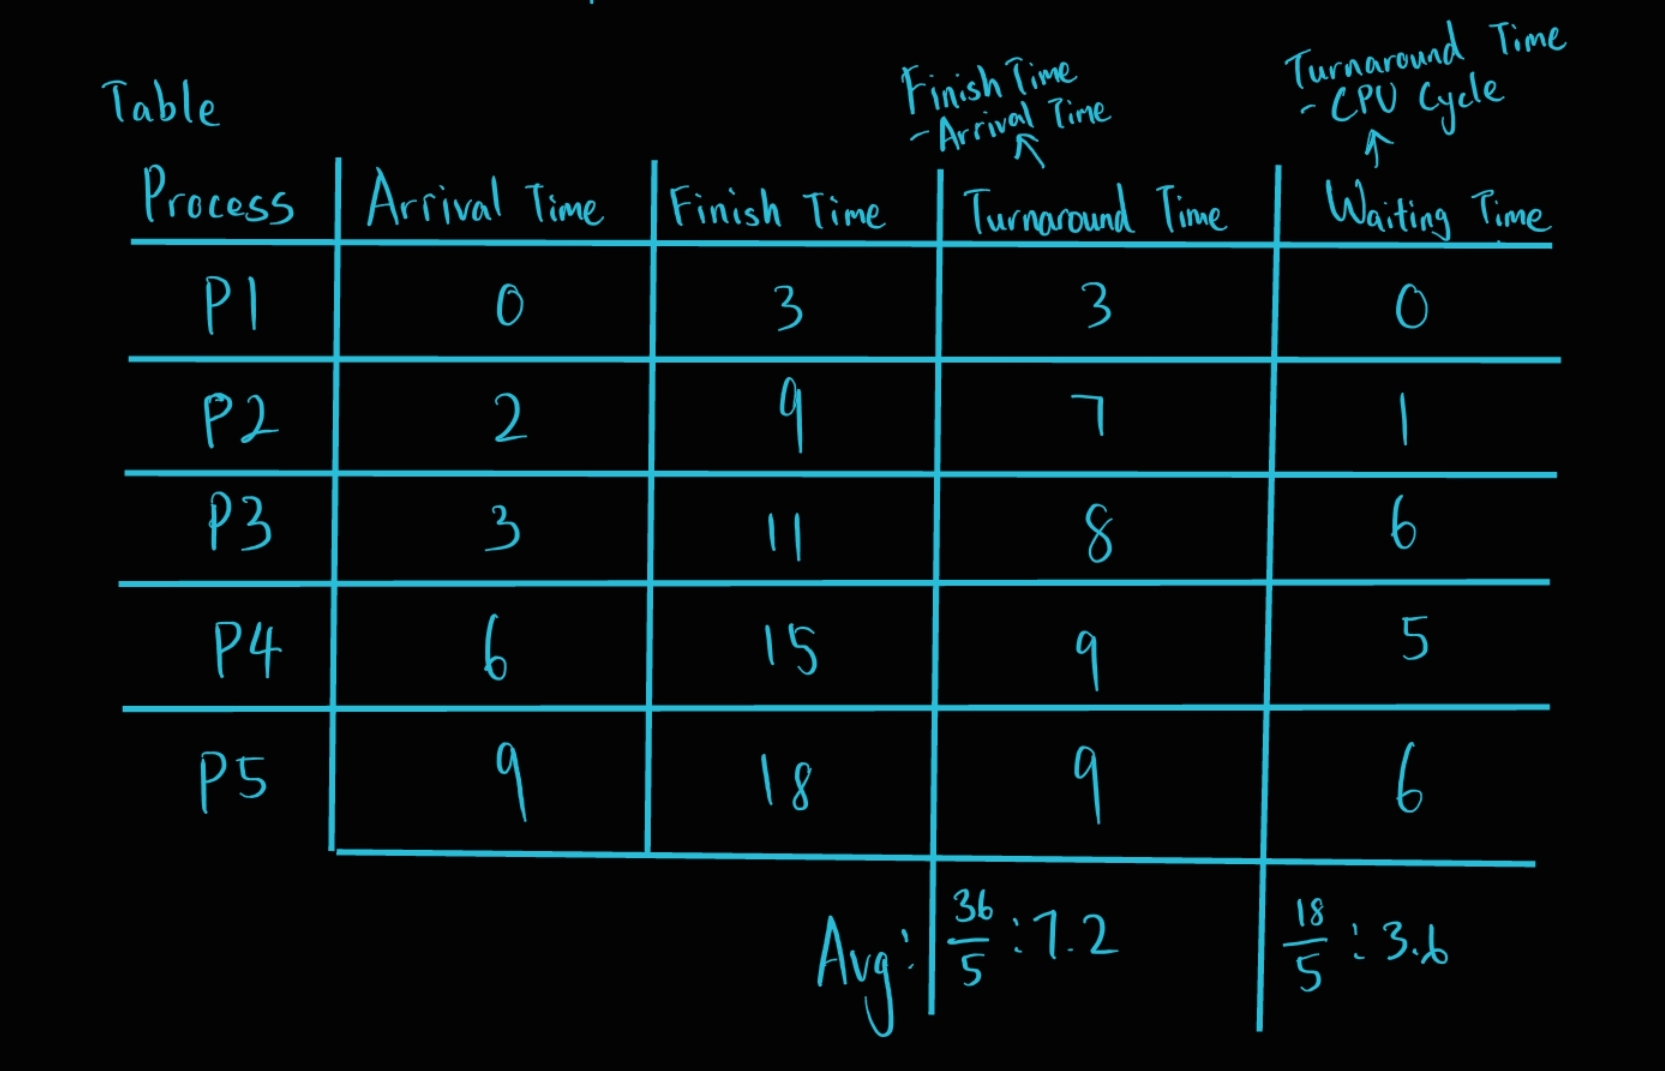 Table
Finish Time
- Arrival Time
Turnaround Time
- CPU Cycle
Process Arrival Time Finish Time Turnaround Time Waiting Time
P1 0 3 3 0
P2 2 9 7 1
P3 3 11 8 6
P4 6 15 9 5
P5 9 18 9 6
Avg: 36/5 : 7.2 18/5 : 3.6